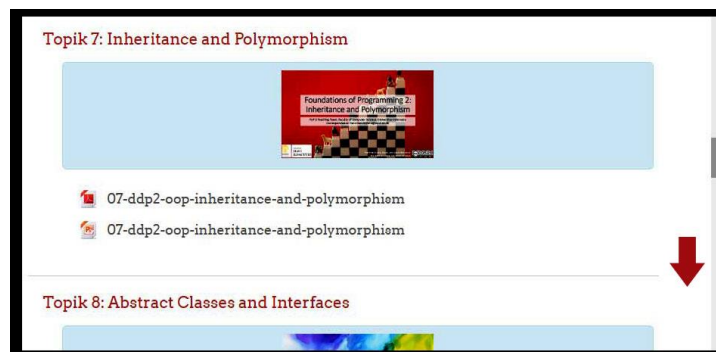 Topik 7: Inheritance and Polymorphism
Foundations of Programming 2:
Inheritance and Polymorphism
07-ddp2-oop-inheritance-and-polymorphism
07-ddp2-oop-inheritance-and-polymorphism
Topik 8: Abstract Classes and Interfaces